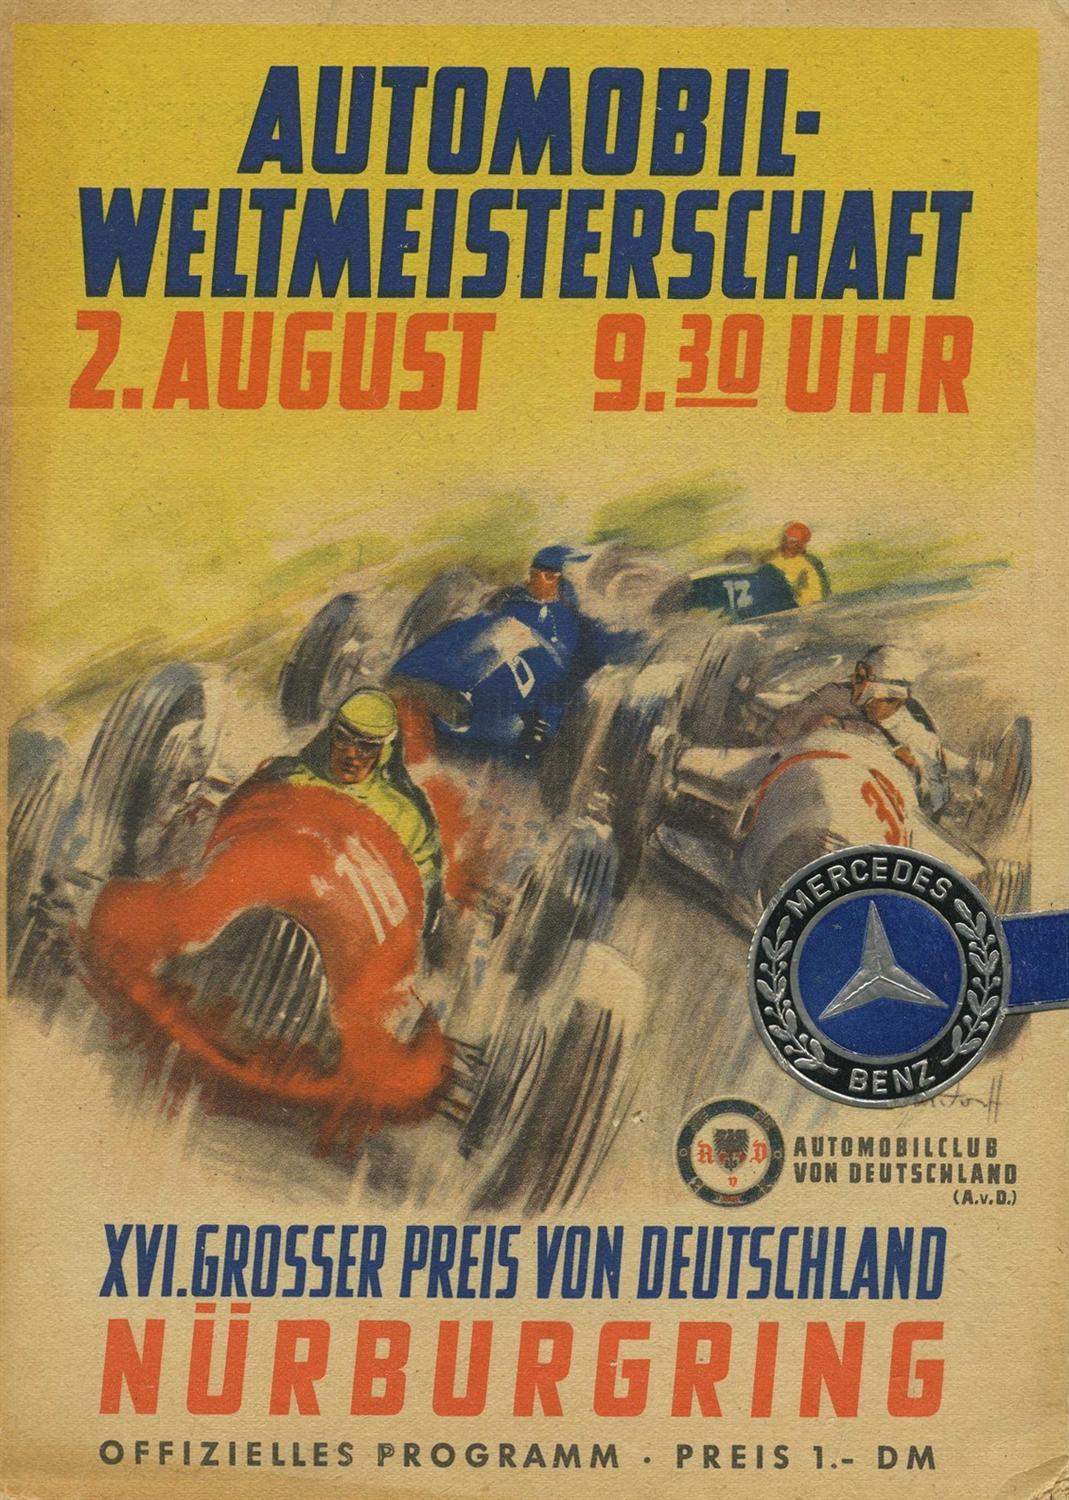 AUTOMOBIL-
WELTMEISTERSCHAFT
2. AUGUST 9.30 UHR
13
MERCEDES
BENZ
A v D
AUTOMOBILCLUB
VON DEUTSCHLAND
(A.v.D.)
XVI. GROSSER PREIS VON DEUTSCHLAND
NÜRBURGRING
OFFIZIELLES PROGRAMM · PREIS 1.- DM